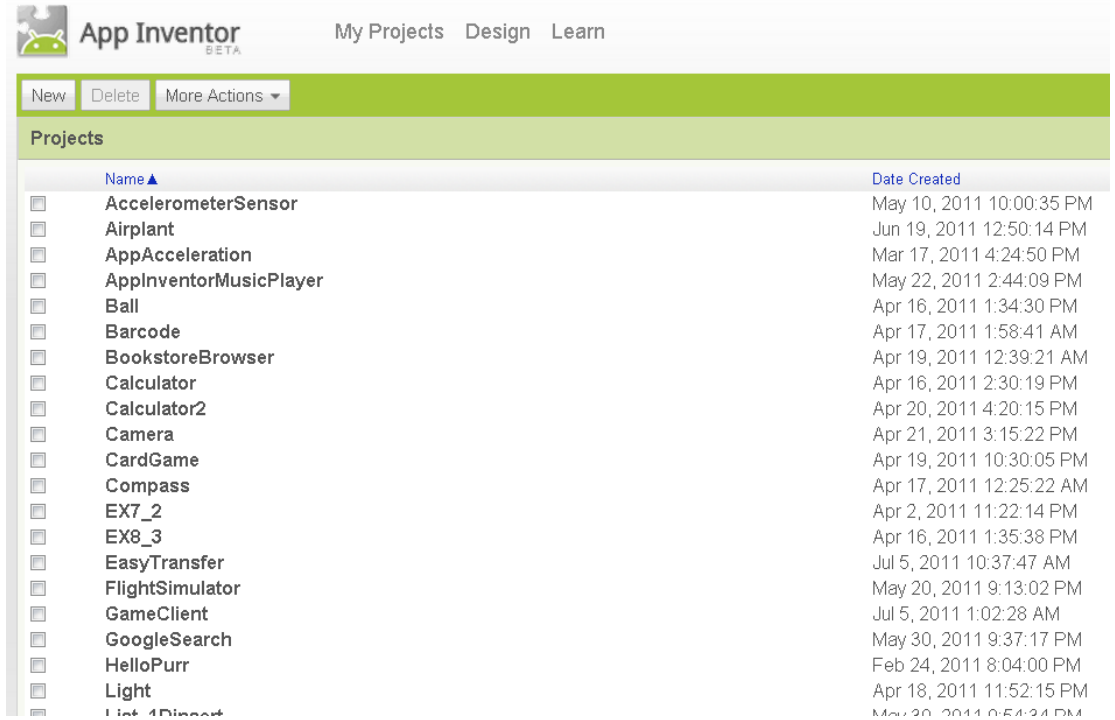 App Inventor
BETA
My Projects Design Learn
New Delete More Actions
Projects
Name Date Created
AccelerometerSensor May 10, 2011 10:00:35 PM
Airplant Jun 19, 2011 12:50:14 PM
AppAcceleration Mar 17, 2011 4:24:50 PM
AppInventorMusicPlayer May 22, 2011 2:44:09 PM
Ball Apr 16, 2011 1:34:30 PM
Barcode Apr 17, 2011 1:58:41 AM
BookstoreBrowser Apr 19, 2011 12:39:21 AM
Calculator Apr 16, 2011 2:30:19 PM
Calculator2 Apr 20, 2011 4:20:15 PM
Camera Apr 21, 2011 3:15:22 PM
CardGame Apr 19, 2011 10:30:05 PM
Compass Apr 17, 2011 12:25:22 AM
EX7_2 Apr 2, 2011 11:22:14 PM
EX8_3 Apr 16, 2011 1:35:38 PM
EasyTransfer Jul 5, 2011 10:37:47 AM
FlightSimulator May 20, 2011 9:13:02 PM
GameClient Jul 5, 2011 1:02:28 AM
GoogleSearch May 30, 2011 9:37:17 PM
HelloPurr Feb 24, 2011 8:04:00 PM
Light Apr 18, 2011 11:52:15 PM